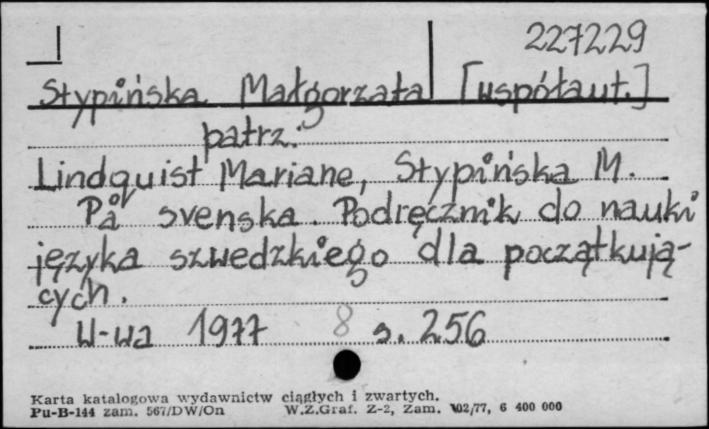 227229
Stypińska Małgorzata [współaut.]
patrz:
Lindquist Mariane, Stypińska M.
På svenska. Podręcznik do nauki
języka szwedzkiego dla początkują-
cych.
W-wa 1977 8 s. 256
Karta katalogowa wydawnictw ciągłych i zwartych.
Pu-B-144 zam. 567/DW/On W.Z.Graf. Z-2, Zam. 102/77, 6 400 000